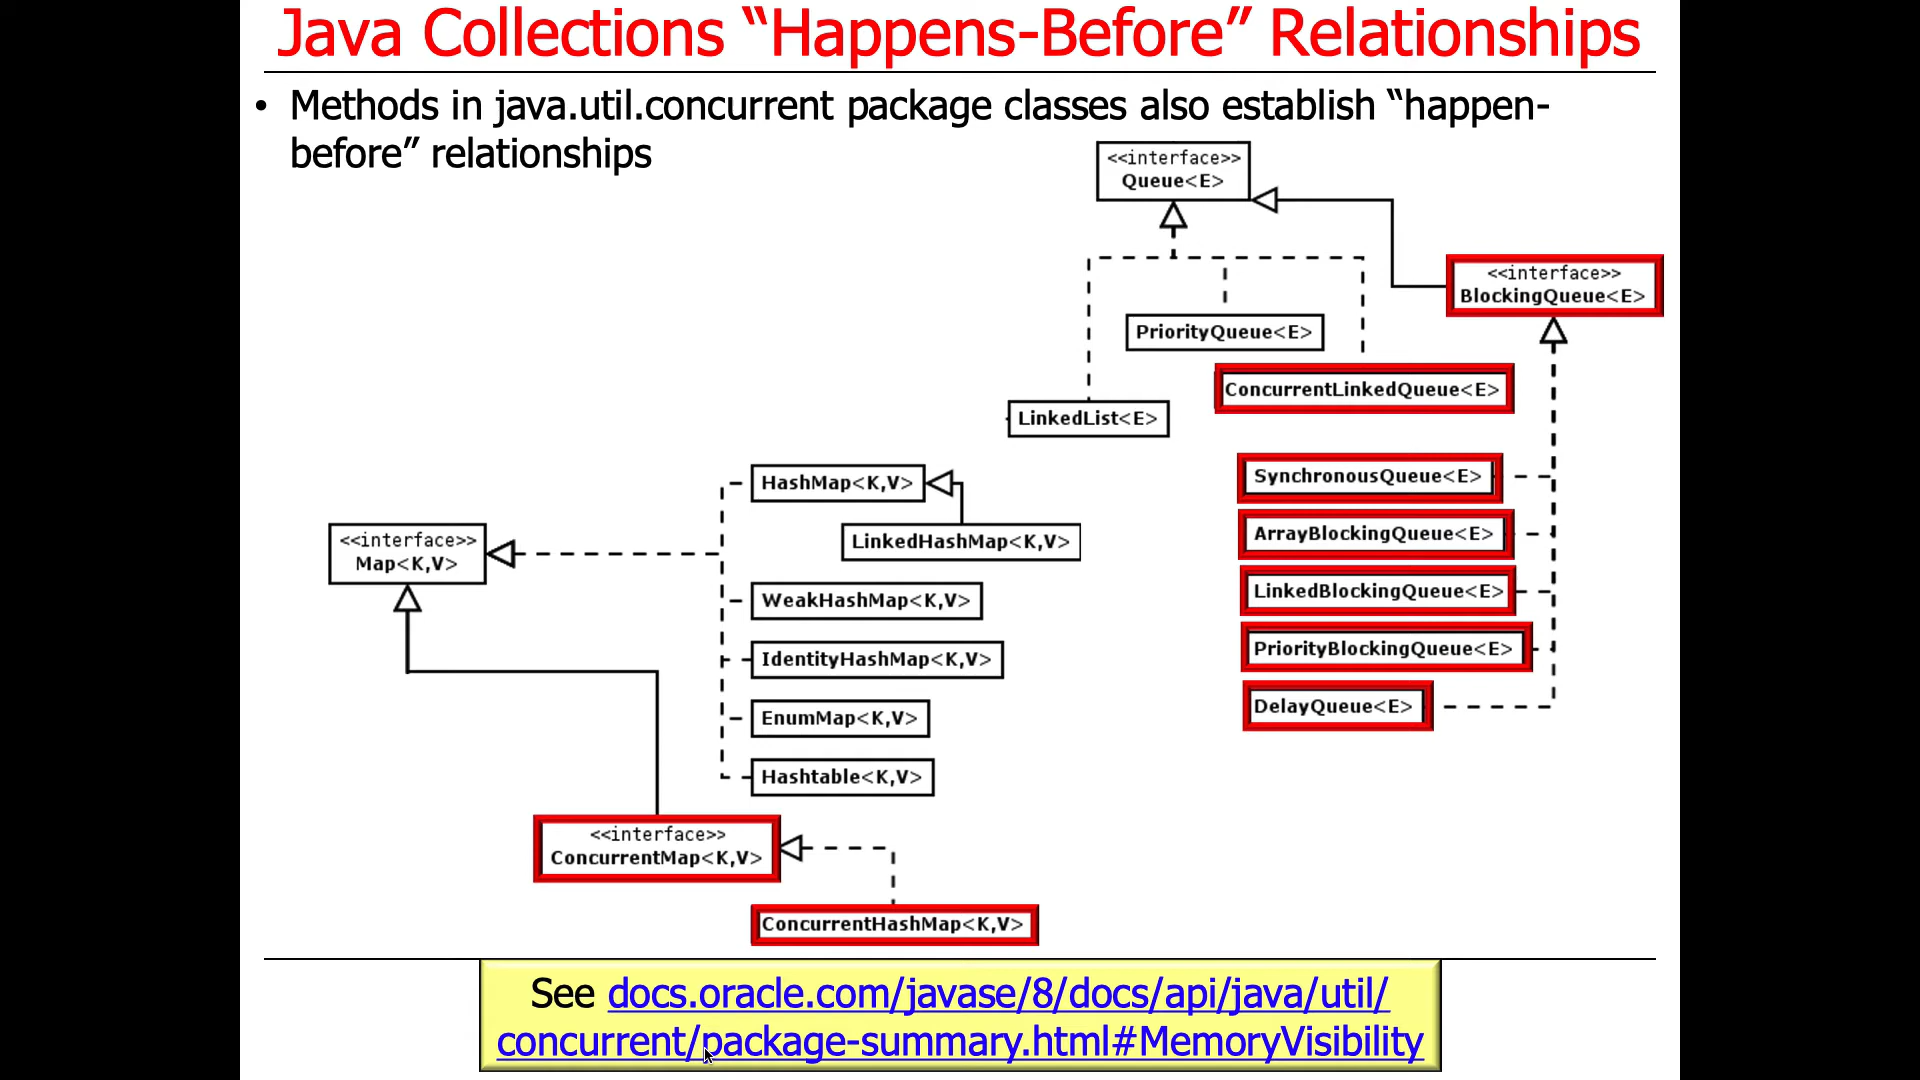 Java Collections “Happens-Before” Relationships
• Methods in java.util.concurrent package classes also establish “happen-
before” relationships
<<interface>>
Queue<E>
<<interface>>
BlockingQueue<E>
PriorityQueue<E>
ConcurrentLinkedQueue<E>
LinkedList<E>
SynchronousQueue<E>
ArrayBlockingQueue<E>
LinkedBlockingQueue<E>
PriorityBlockingQueue<E>
DelayQueue<E>
HashMap<K,V>
LinkedHashMap<K,V>
<<interface>>
Map<K,V>
WeakHashMap<K,V>
IdentityHashMap<K,V>
EnumMap<K,V>
Hashtable<K,V>
<<interface>>
ConcurrentMap<K,V>
ConcurrentHashMap<K,V>
See docs.oracle.com/javase/8/docs/api/java/util/
concurrent/package-summary.html#MemoryVisibility